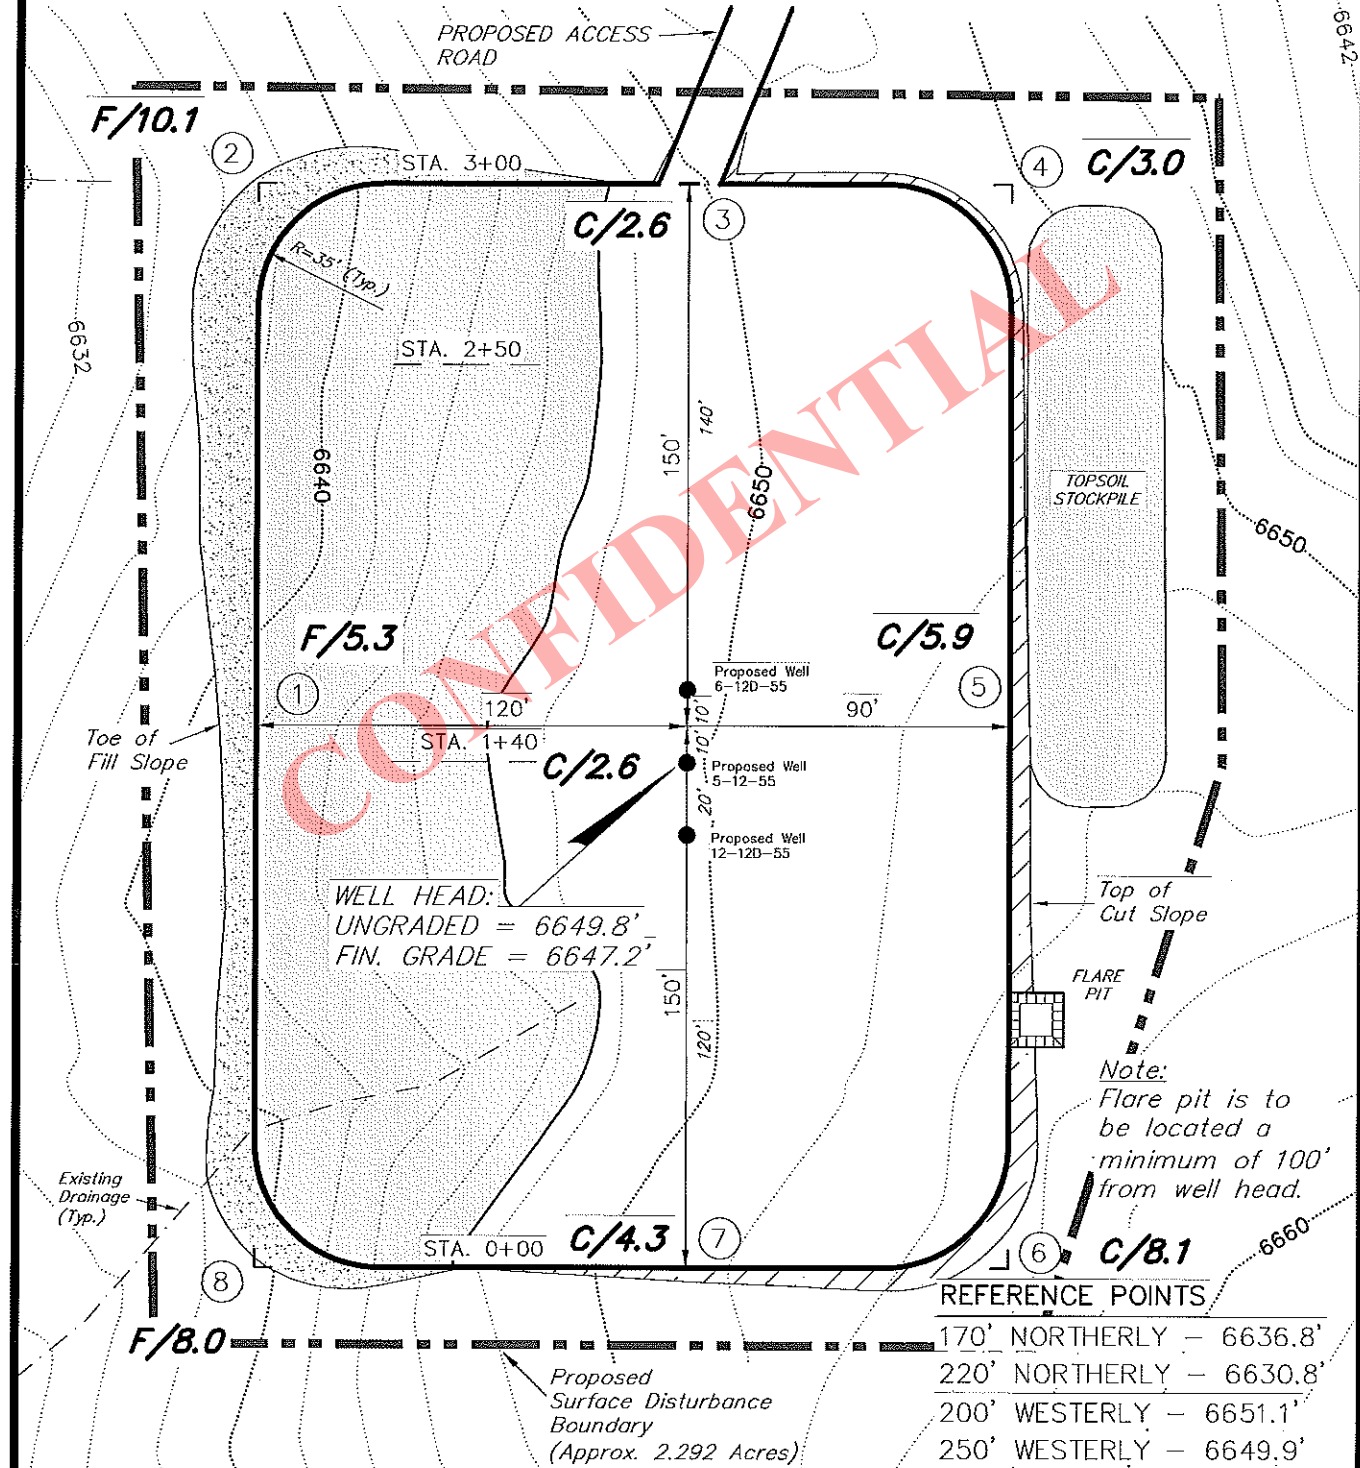 PROPOSED ACCESS
ROAD
6642
F/10.1
2
STA. 3+00
4
C/3.0
C/2.6
3
R=35' (Typ.)
6632
STA. 2+50
140'
150'
6640
6650
TOPSOIL
STOCKPILE
6650
CONFIDENTIAL
F/5.3
C/5.9
Proposed Well
6-12D-55
1
5
120'
10'
90'
Toe of
Fill Slope
STA. 1+40
10'
C/2.6
Proposed Well
5-12-55
20'
Proposed Well
12-12D-55
WELL HEAD:
UNGRADED = 6649.8'
FIN. GRADE = 6647.2'
Top of
Cut Slope
150'
FLARE
PIT
120'
Note:
Flare pit is to
be located a
minimum of 100'
from well head.
Existing
Drainage
(Typ.)
STA. 0+00
C/4.3
7
6
C/8.1
6660
8
REFERENCE POINTS
170' NORTHERLY - 6636.8'
220' NORTHERLY - 6630.8'
200' WESTERLY - 6651.1'
250' WESTERLY - 6649.9'
F/8.0
Proposed
Surface Disturbance
Boundary
(Approx. 2.292 Acres)